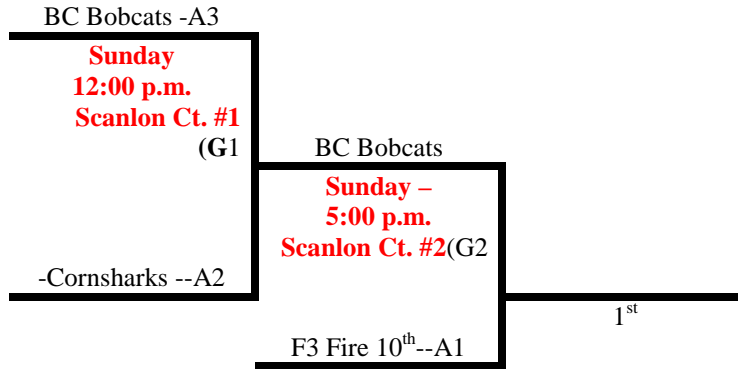 BC Bobcats -A3
Sunday
12:00 p.m.
Scanlon Ct. #1
(G1
BC Bobcats
Sunday –
5:00 p.m.
Scanlon Ct. #2(G2
-Cornsharks --A2
1st
F3 Fire 10th--A1